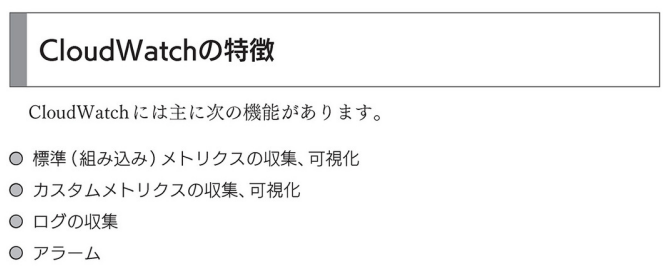 CloudWatchの特徴
CloudWatchには主に次の機能があります。
標準(組み込み)メトリクスの収集、可視化
カスタムメトリクスの収集、可視化
ログの収集
アラーム